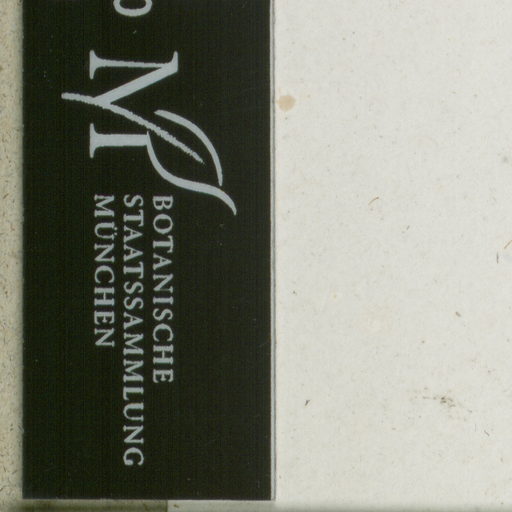 M
BOTANISCHE
STAATSSAMMLUNG
MÜNCHEN